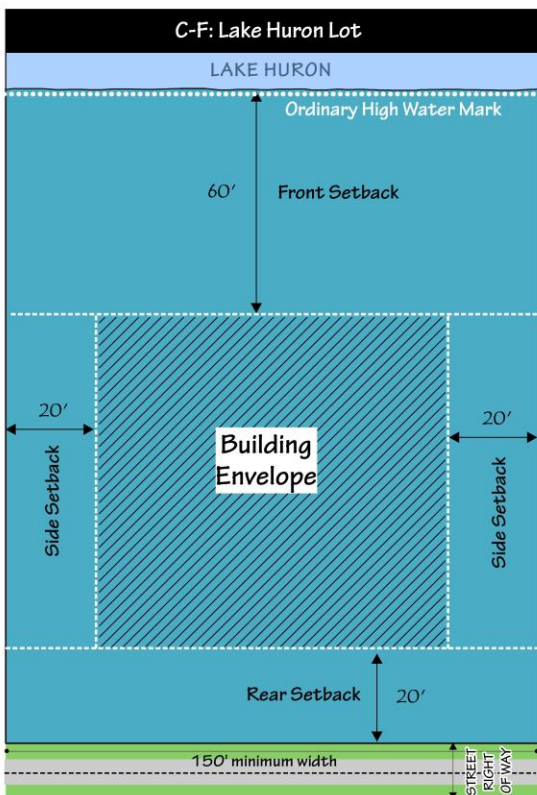 C-F: Lake Huron Lot
LAKE HURON
Ordinary High Water Mark
60'
Front Setback
20'
Side Setback
Building
Envelope
20'
Side Setback
Rear Setback
20'
150' minimum width
STREET
RIGHT
OF WAY